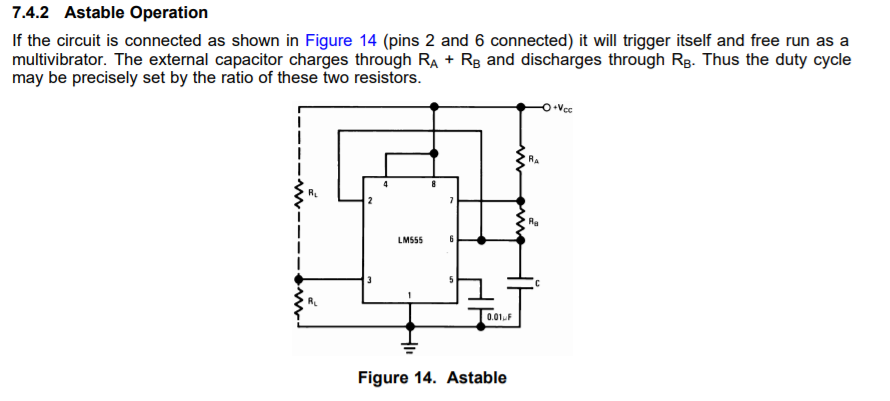 7.4.2 Astable Operation
If the circuit is connected as shown in Figure 14 (pins 2 and 6 connected) it will trigger itself and free run as a
multivibrator. The external capacitor charges through RA + RB and discharges through RB. Thus the duty cycle
may be precisely set by the ratio of these two resistors.
+VCC
RA
4 8
RL
2 7
RB
LM555 6
3 5
C
1
RL
0.01µF
Figure 14. Astable